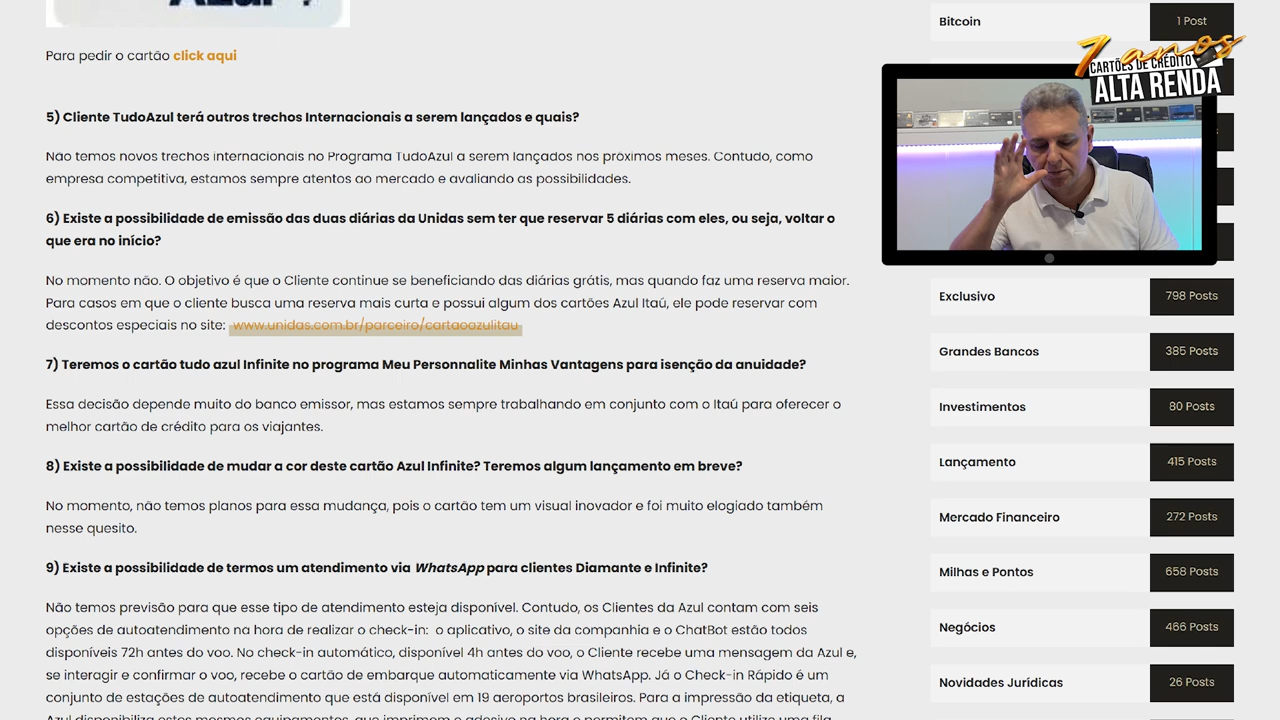 Para pedir o cartão click aqui
5) Cliente TudoAzul terá outros trechos Internacionais a serem lançados e quais?
Não temos novos trechos internacionais no Programa TudoAzul a serem lançados nos próximos meses. Contudo, como
empresa competitiva, estamos sempre atentos ao mercado e avaliando as possibilidades.
6) Existe a possibilidade de emissão das duas diárias da Unidas sem ter que reservar 5 diárias com eles, ou seja, voltar o
que era no início?
No momento não. O objetivo é que o Cliente continue se beneficiando das diárias grátis, mas quando faz uma reserva maior.
Para casos em que o cliente busca uma reserva mais curta e possui algum dos cartões Azul Itaú, ele pode reservar com
descontos especiais no site: www.unidas.com.br/parceiro/cartaoazulitau
7) Teremos o cartão tudo azul Infinite no programa Meu Personnalite Minhas Vantagens para isenção da anuidade?
Essa decisão depende muito do banco emissor, mas estamos sempre trabalhando em conjunto com o Itaú para oferecer o
melhor cartão de crédito para os viajantes.
8) Existe a possibilidade de mudar a cor deste cartão Azul Infinite? Teremos algum lançamento em breve?
No momento, não temos planos para essa mudança, pois o cartão tem um visual inovador e foi muito elogiado também
nesse quesito.
9) Existe a possibilidade de termos um atendimento via WhatsApp para clientes Diamante e Infinite?
Não temos previsão para que esse tipo de atendimento esteja disponível. Contudo, os Clientes da Azul contam com seis
opções de autoatendimento na hora de realizar o check-in: o aplicativo, o site da companhia e o ChatBot estão todos
disponíveis 72h antes do voo. No check-in automático, disponível 4h antes do voo, o Cliente recebe uma mensagem da Azul e,
se interagir e confirmar o voo, recebe o cartão de embarque automaticamente via WhatsApp. Já o Check-in Rápido é um
conjunto de estações de autoatendimento que está disponível em 19 aeroportos brasileiros. Para a impressão da etiqueta, a
Azul disponibiliza estes mesmos equipamentos, que imprimem o adesivo na hora e permitem que o Cliente utilize uma fila
Bitcoin 1 Post
7 anos
CARTÕES DE CRÉDITO
ALTA RENDA
Exclusivo 798 Posts
Grandes Bancos 385 Posts
Investimentos 80 Posts
Lançamento 415 Posts
Mercado Financeiro 272 Posts
Milhas e Pontos 658 Posts
Negócios 466 Posts
Novidades Jurídicas 26 Posts